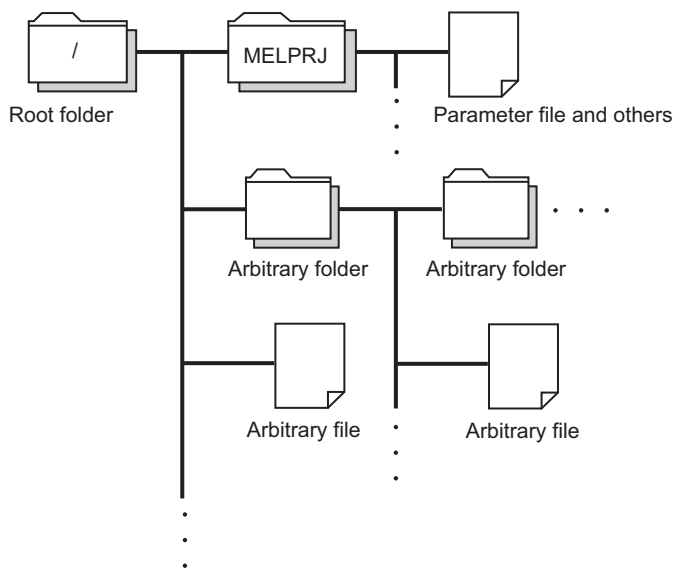 /
MELPRJ
Root folder
Parameter file and others
Arbitrary folder
Arbitrary folder
Arbitrary file
Arbitrary file